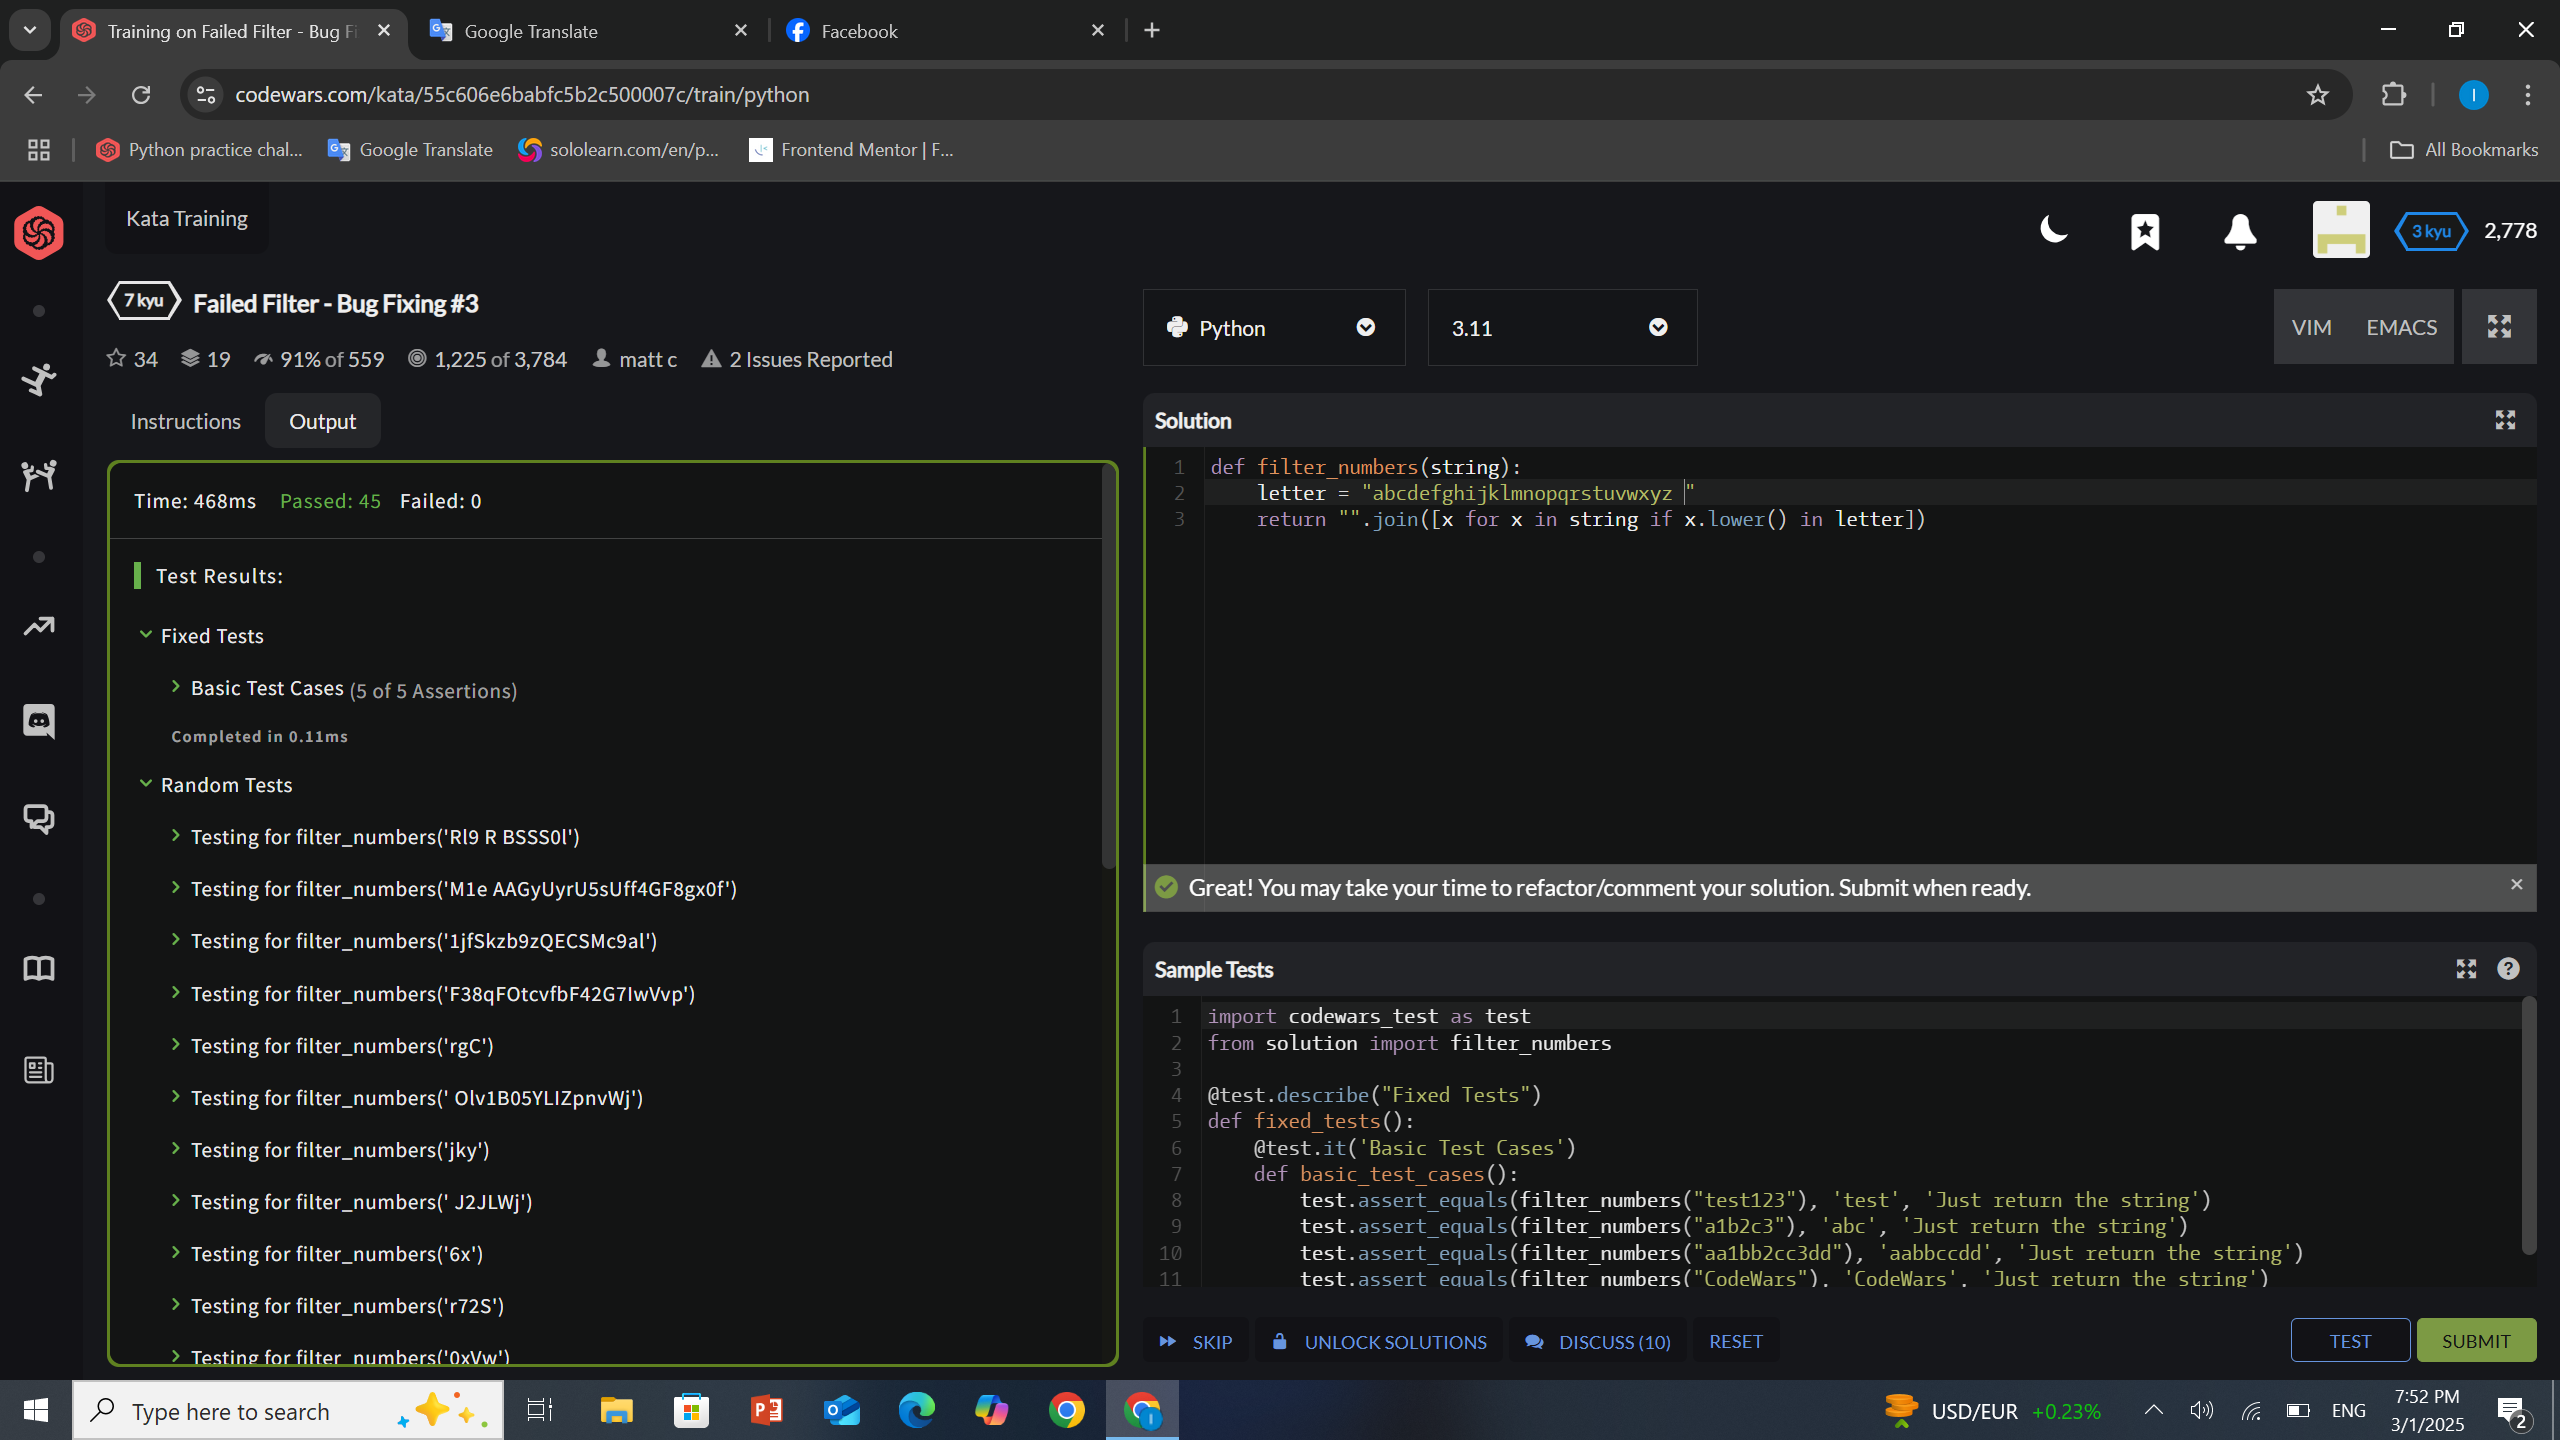 Training on Failed Filter - Bug Fi
Google Translate
Facebook
codewars.com/kata/55c606e6babfc5b2c500007c/train/python
Python practice chal...
Google Translate
sololearn.com/en/p...
Frontend Mentor | F...
All Bookmarks
Kata Training
3 kyu
2,778
7 kyu
Failed Filter - Bug Fixing #3
34
19
91% of 559
1,225 of 3,784
matt c
2 Issues Reported
Python
3.11
VIM
EMACS
Instructions
Output
Time: 468ms Passed: 45 Failed: 0
Test Results:
Fixed Tests
Basic Test Cases (5 of 5 Assertions)
Completed in 0.11ms
Random Tests
Testing for filter_numbers('Rl9 R BSSS0l')
Testing for filter_numbers('M1e AAGyUyrU5sUff4GF8gx0f')
Testing for filter_numbers('1jfSkzb9zQECSMc9al')
Testing for filter_numbers('F38qFOtcvfbF42G7IwVvp')
Testing for filter_numbers('rgC')
Testing for filter_numbers(' Olv1B05YLIZpnvWj')
Testing for filter_numbers('jky')
Testing for filter_numbers(' J2JLWj')
Testing for filter_numbers('6x')
Testing for filter_numbers('r72S')
Testing for filter_numbers('0xVw')
Solution
1 def filter_numbers(string):
2     letter = "abcdefghijklmnopqrstuvwxyz "
3     return "".join([x for x in string if x.lower() in letter])
Great! You may take your time to refactor/comment your solution. Submit when ready.
Sample Tests
1 import codewars_test as test
2 from solution import filter_numbers
3
4 @test.describe("Fixed Tests")
5 def fixed_tests():
6     @test.it('Basic Test Cases')
7     def basic_test_cases():
8         test.assert_equals(filter_numbers("test123"), 'test', 'Just return the string')
9         test.assert_equals(filter_numbers("a1b2c3"), 'abc', 'Just return the string')
10         test.assert_equals(filter_numbers("aa1bb2cc3dd"), 'aabbccdd', 'Just return the string')
11         test.assert_equals(filter_numbers("CodeWars"), 'CodeWars', 'Just return the string')
SKIP
UNLOCK SOLUTIONS
DISCUSS (10)
RESET
TEST
SUBMIT
Type here to search
USD/EUR +0.23%
ENG
7:52 PM
3/1/2025
2